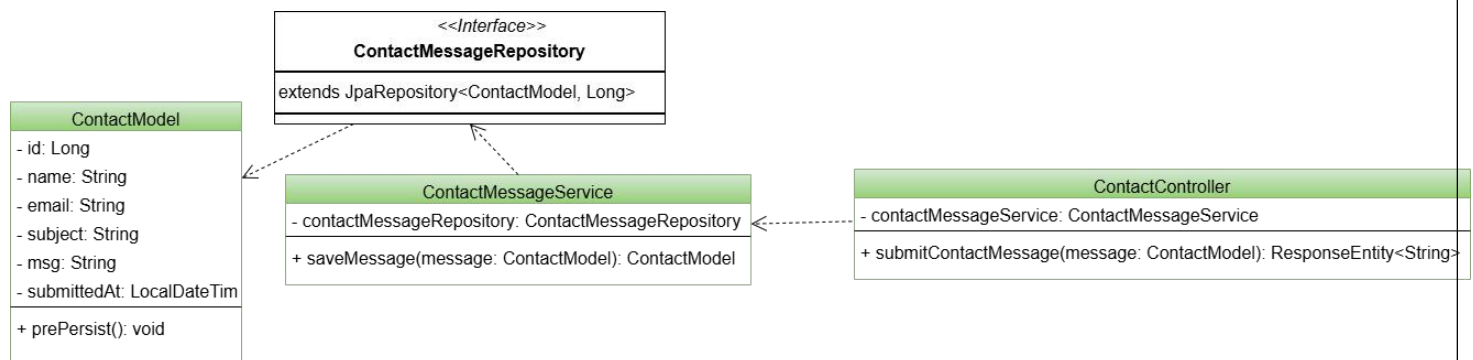 <<Interface>>
ContactMessageRepository
extends JpaRepository<ContactModel, Long>
ContactModel
- id: Long
- name: String
- email: String
- subject: String
- msg: String
- submittedAt: LocalDateTim
+ prePersist(): void
ContactMessageService
- contactMessageRepository: ContactMessageRepository
+ saveMessage(message: ContactModel): ContactModel
ContactController
- contactMessageService: ContactMessageService
+ submitContactMessage(message: ContactModel): ResponseEntity<String>